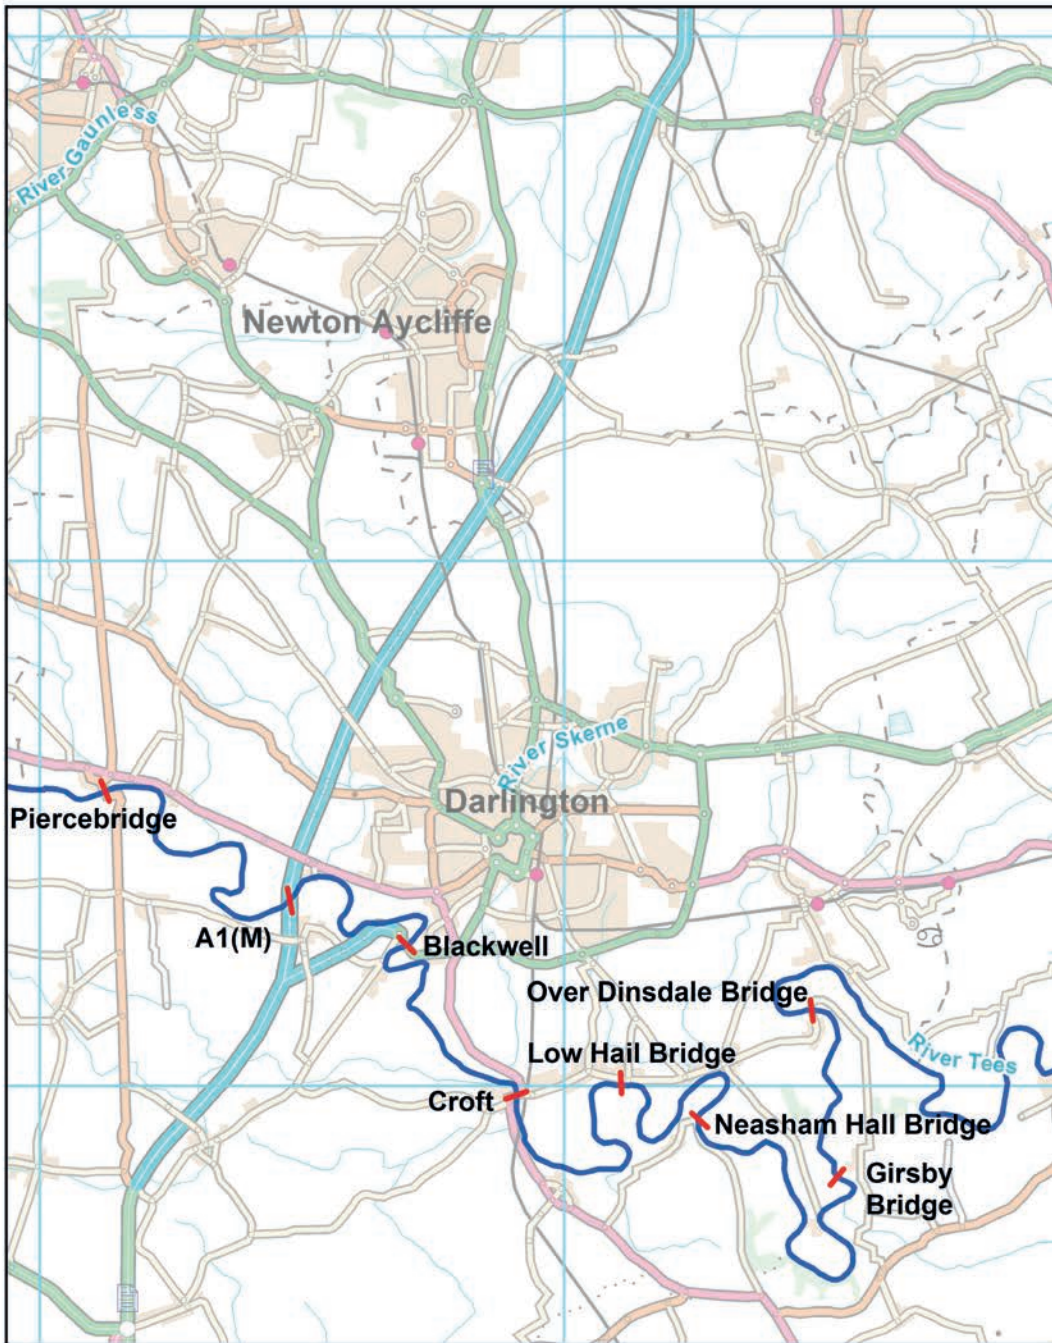 River Gaunless
Newton Aycliffe
River Skerne
Darlington
Piercebridge
A1(M)
Blackwell
Over Dinsdale Bridge
River Tees
Low Hail Bridge
Croft
Neasham Hall Bridge
Girsby
Bridge